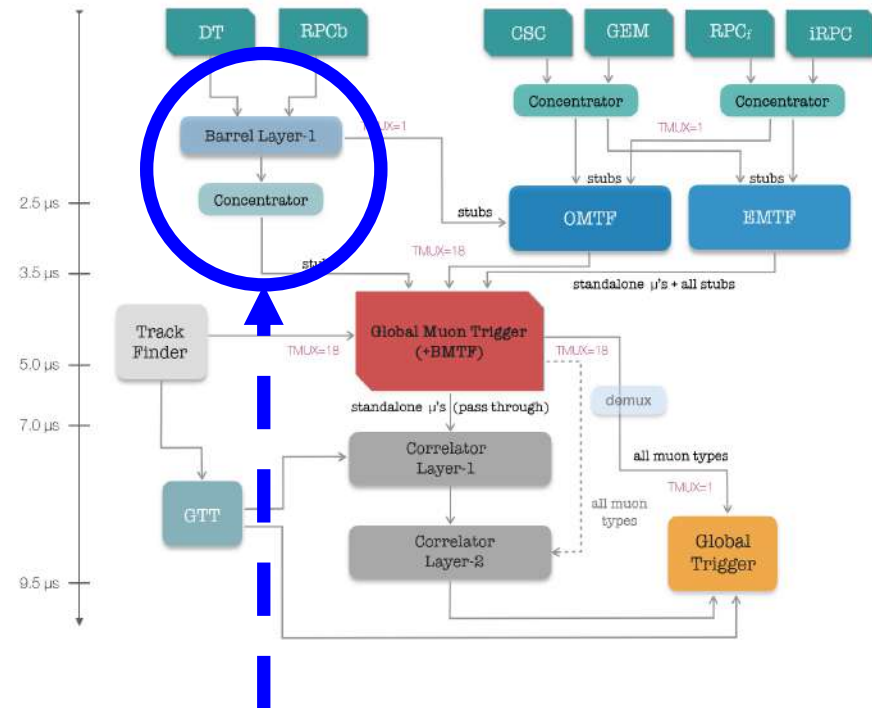 DT
RPCb
CSC
GEM
RPCf
iRPC
Concentrator
Concentrator
Barrel Layer-1
TMUX=1
TMUX=1
stubs
stubs
Concentrator
2.5 µs
stubs
OMTF
EMTF
TMUX=18
3.5 µs
standalone µ's + all stubs
Track
Finder
Global Muon Trigger
(+BMTF)
TMUX=18
TMUX=18
5.0 µs
demux
standalone µ's (pass through)
7.0 µs
Correlator
Layer-1
all muon types
TMUX=1
GTT
all muon
types
Correlator
Layer-2
Global
Trigger
9.5 µs